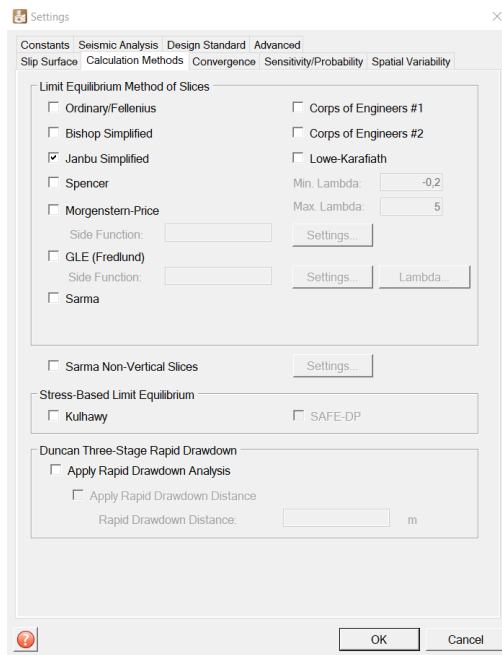 Settings
Constants Seismic Analysis Design Standard Advanced
Slip Surface Calculation Methods Convergence Sensitivity/Probability Spatial Variability
Limit Equilibrium Method of Slices
Ordinary/Fellenius Corps of Engineers #1
Bishop Simplified Corps of Engineers #2
Janbu Simplified Lowe-Karafiath
Spencer Min. Lambda: -0,2
Morgenstern-Price Max. Lambda: 5
Side Function: Settings...
GLE (Fredlund)
Side Function: Settings... Lambda...
Sarma
Sarma Non-Vertical Slices Settings...
Stress-Based Limit Equilibrium
Kulhawy SAFE-DP
Duncan Three-Stage Rapid Drawdown
Apply Rapid Drawdown Analysis
Apply Rapid Drawdown Distance
Rapid Drawdown Distance: m
OK Cancel